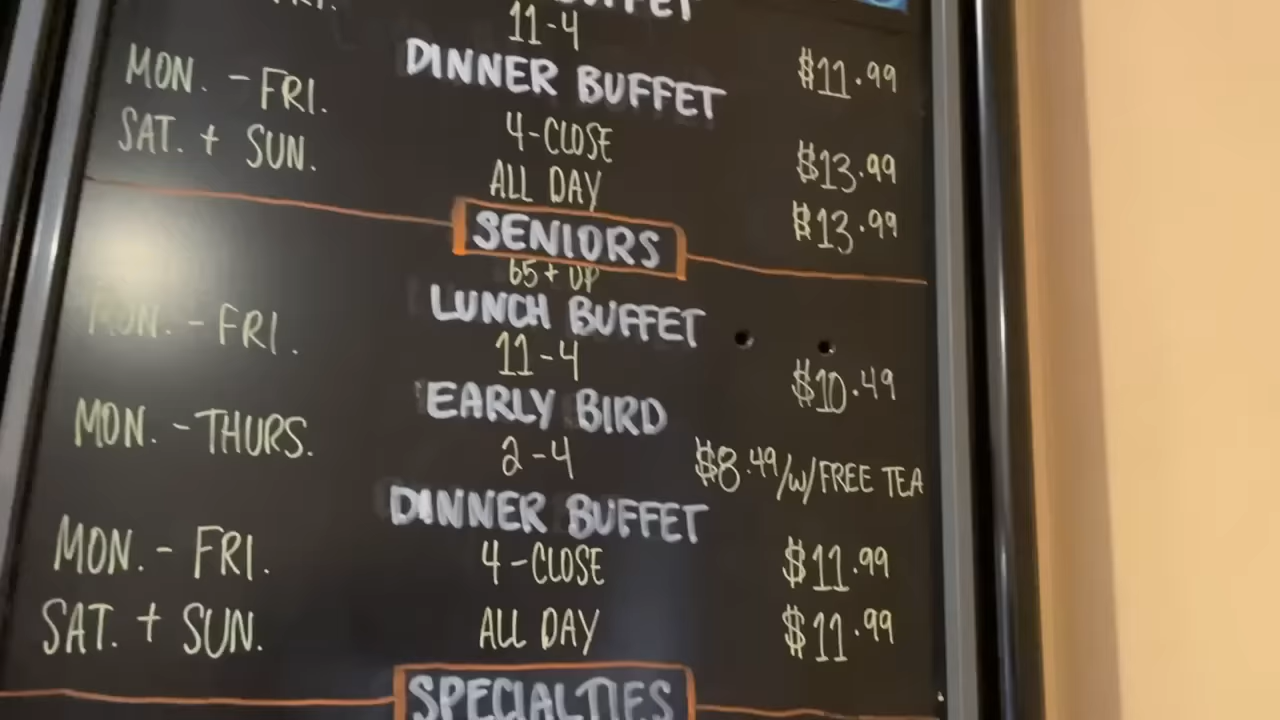 11-4 $11.99
DINNER BUFFET
MON. - FRI. 4-CLOSE $13.99
SAT. + SUN. ALL DAY $13.99
SENIORS
65 + UP
LUNCH BUFFET
MON. - FRI. 11-4 $10.49
EARLY BIRD
MON. - THURS. 2-4 $8.49/w/FREE TEA
DINNER BUFFET
MON. - FRI. 4-CLOSE $11.99
SAT. + SUN. ALL DAY $11.99
SPECIALTIES